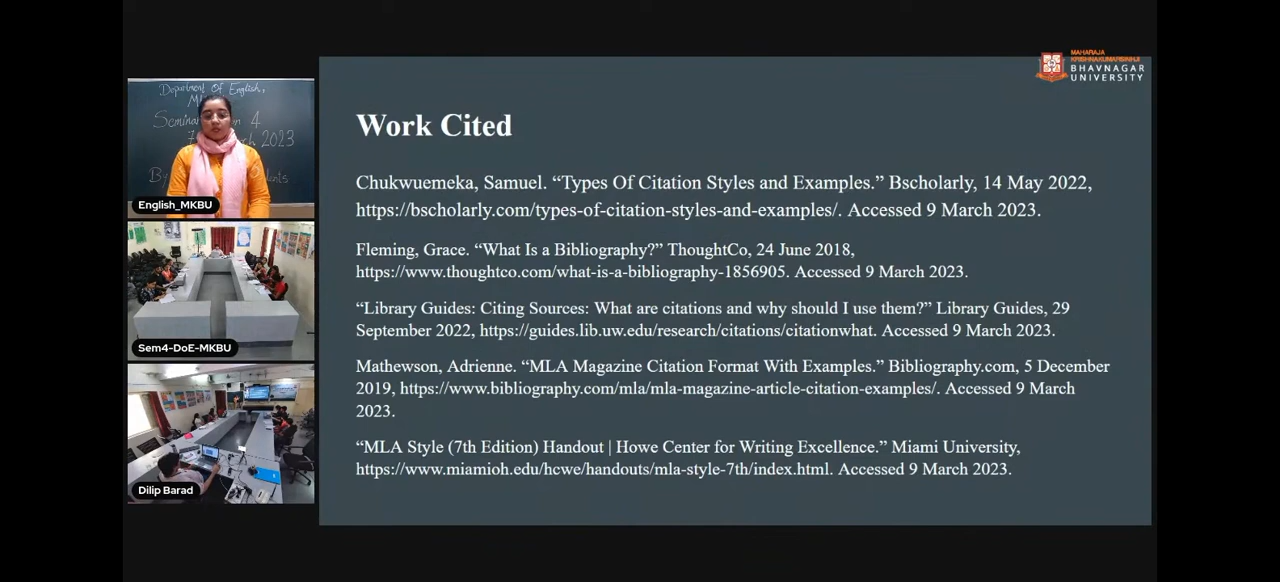 MAHARAJA
KRISHNAKUMARSINHJI
BHAVNAGAR
UNIVERSITY
Department Of English,
Seminar
4
2023
By
English_MKBU
Sem4-DoE-MKBU
Dilip Barad
Work Cited
Chukwuemeka, Samuel. “Types Of Citation Styles and Examples.” Bscholarly, 14 May 2022,
https://bscholarly.com/types-of-citation-styles-and-examples/. Accessed 9 March 2023.
Fleming, Grace. “What Is a Bibliography?” ThoughtCo, 24 June 2018,
https://www.thoughtco.com/what-is-a-bibliography-1856905. Accessed 9 March 2023.
“Library Guides: Citing Sources: What are citations and why should I use them?” Library Guides, 29
September 2022, https://guides.lib.uw.edu/research/citations/citationwhat. Accessed 9 March 2023.
Mathewson, Adrienne. “MLA Magazine Citation Format With Examples.” Bibliography.com, 5 December
2019, https://www.bibliography.com/mla/mla-magazine-article-citation-examples/. Accessed 9 March
2023.
“MLA Style (7th Edition) Handout | Howe Center for Writing Excellence.” Miami University,
https://www.miamioh.edu/hcwe/handouts/mla-style-7th/index.html. Accessed 9 March 2023.